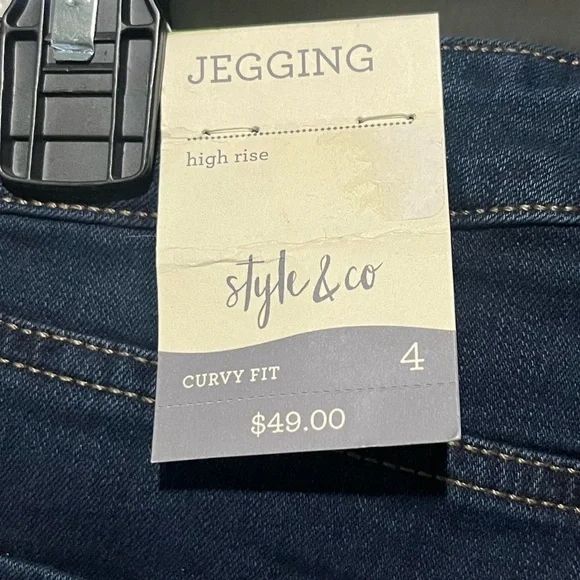 JEGGING
high rise
style & co
CURVY FIT 4
$49.00